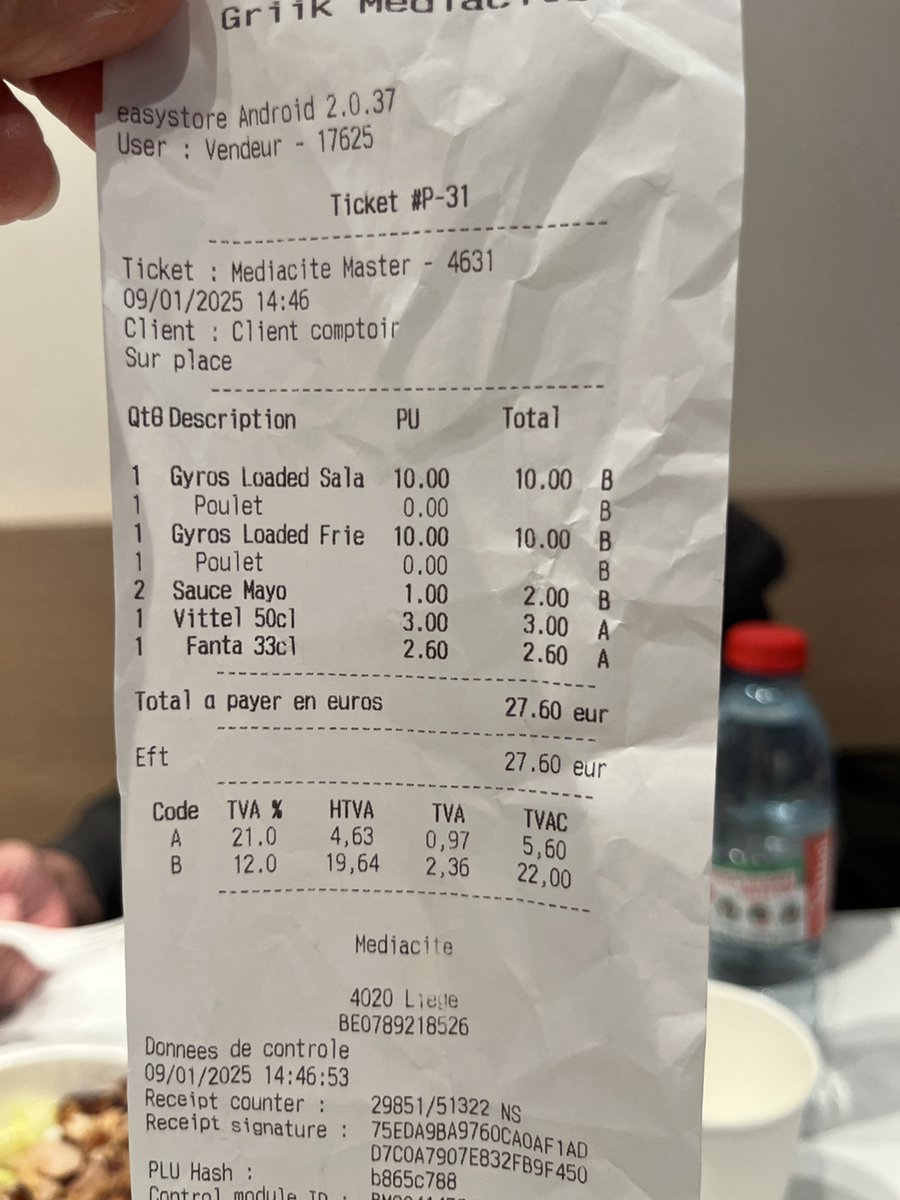 Griik
easystore Android 2.0.37
User : Vendeur - 17625
Ticket #P-31
Ticket : Mediacite Master - 4631
09/01/2025 14:46
Client : Client comptoir
Sur place
Qt@ Description PU Total
1 Gyros Loaded Sala 10.00 10.00 B
1 Poulet 0.00 B
1 Gyros Loaded Frie 10.00 10.00 B
1 Poulet 0.00 B
2 Sauce Mayo 1.00 2.00 B
1 Vittel 50cl 3.00 3.00 A
1 Fanta 33cl 2.60 2.60 A
Total a payer en euros 27.60 eur
Eft 27.60 eur
Code TVA % HTVA TVA TVAC
A 21.0 4,63 0,97 5,60
B 12.0 19,64 2,36 22,00
Mediacite
4020 Liege
BE0789218526
Donnees de controle
09/01/2025 14:46:53
Receipt counter : 29851/51322 NS
Receipt signature : 75EDA9BA9760CA0AF1AD
D7C0A7907E832FB9F450
PLU Hash : b865c788
Control module ID :